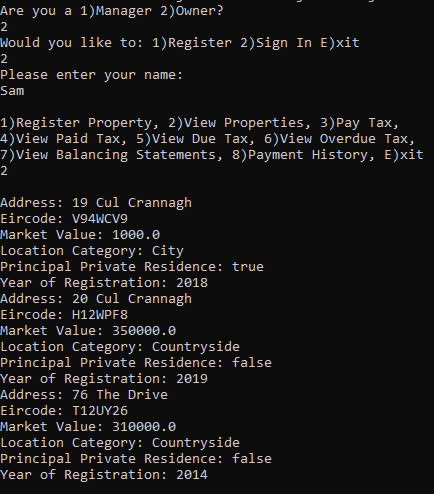 Are you a 1)Manager 2)Owner?
2
Would you like to: 1)Register 2)Sign In E)xit
2
Please enter your name:
Sam
1)Register Property, 2)View Properties, 3)Pay Tax,
4)View Paid Tax, 5)View Due Tax, 6)View Overdue Tax,
7)View Balancing Statements, 8)Payment History, E)xit
2
Address: 19 Cul Crannagh
Eircode: V94WCV9
Market Value: 1000.0
Location Category: City
Principal Private Residence: true
Year of Registration: 2018
Address: 20 Cul Crannagh
Eircode: H12WPF8
Market Value: 350000.0
Location Category: Countryside
Principal Private Residence: false
Year of Registration: 2019
Address: 76 The Drive
Eircode: T12UY26
Market Value: 310000.0
Location Category: Countryside
Principal Private Residence: false
Year of Registration: 2014